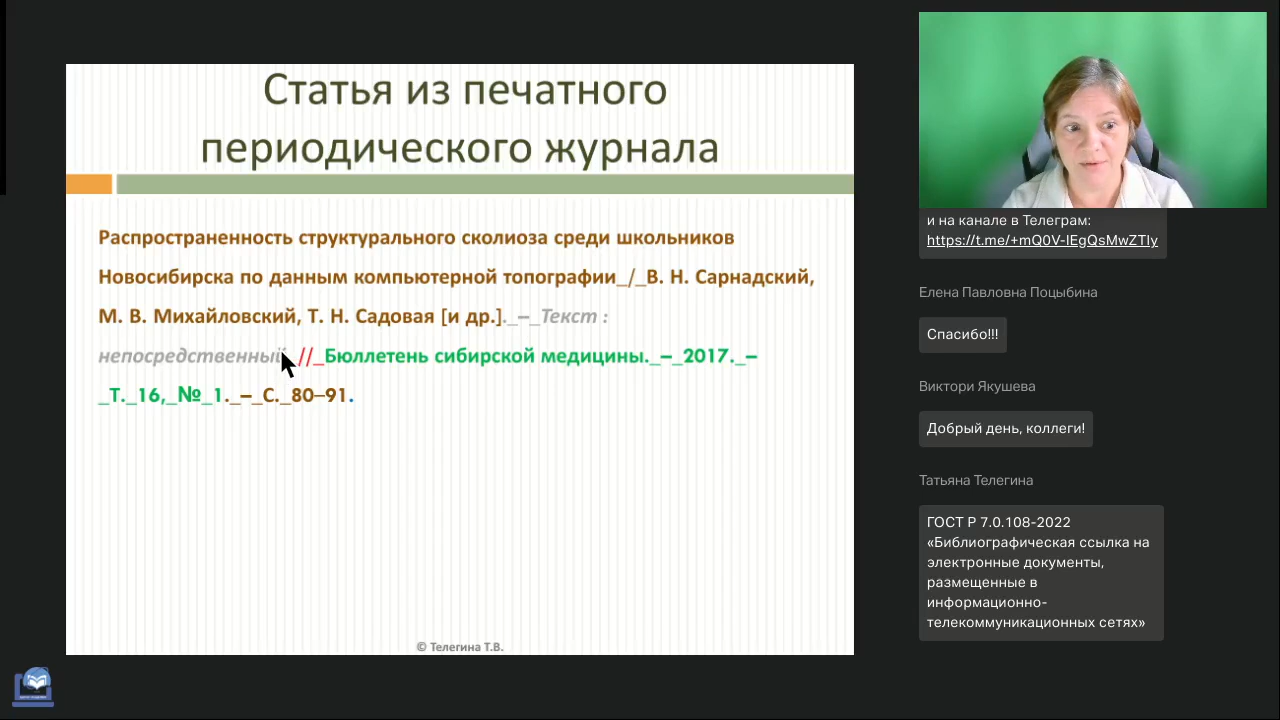 Статья из печатного
периодического журнала
Распространенность структурального сколиоза среди школьников
Новосибирска по данным компьютерной топографии_/_В. Н. Сарнадский,
М. В. Михайловский, Т. Н. Садовая [и др.]._–_Текст :
непосредственный_//_Бюллетень сибирской медицины._–_2017._–
_Т._16,_№_1._–_С._80–91.
© Телегина Т.В.
и на канале в Телеграм:
https://t.me/+mQ0V-IEgQsMwZTIy
Елена Павловна Поцыбина
Спасибо!!!
Виктори Якушева
Добрый день, коллеги!
Татьяна Телегина
ГОСТ Р 7.0.108-2022
«Библиографическая ссылка на
электронные документы,
размещенные в
информационно-
телекоммуникационных сетях»